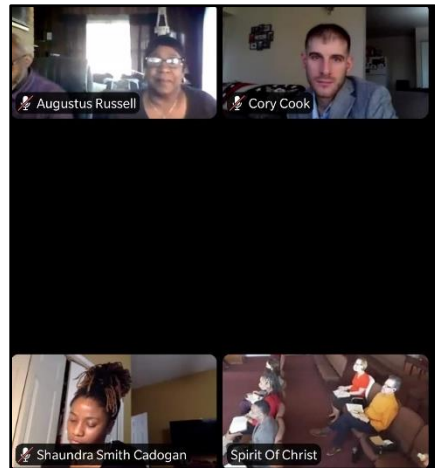 Augustus Russell
Cory Cook
Shaundra Smith Cadogan
Spirit Of Christ